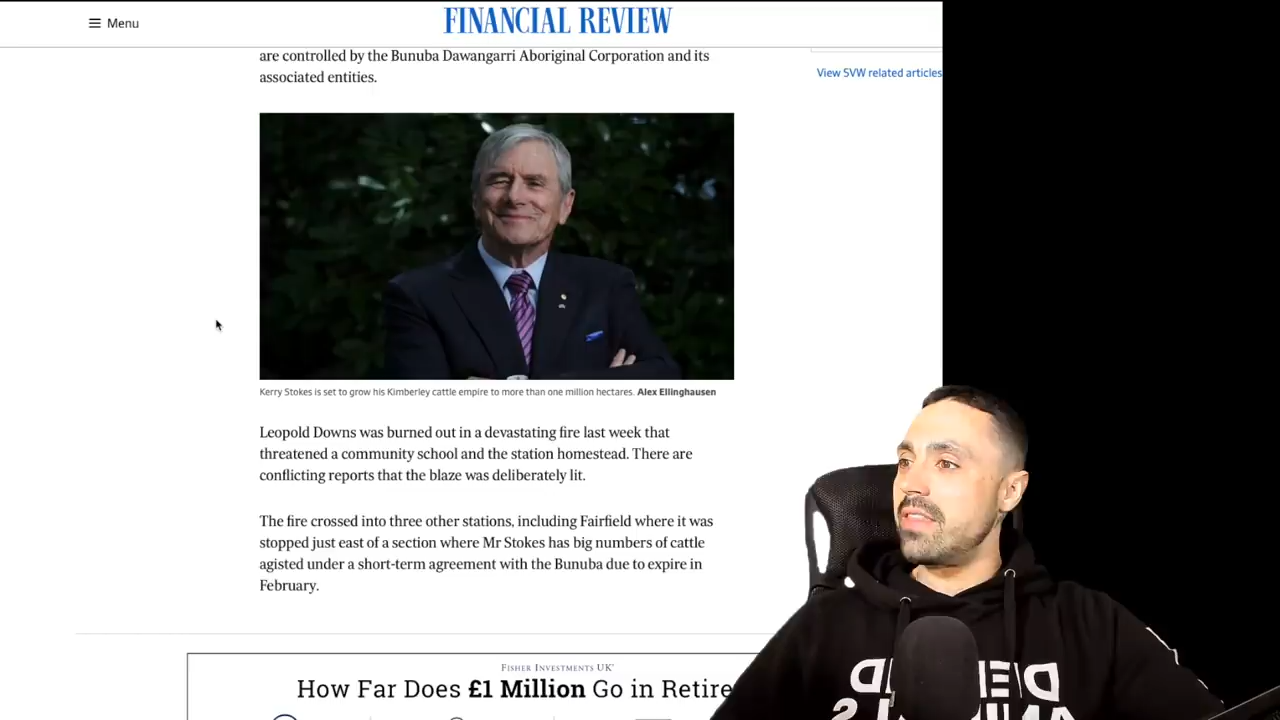 Menu
FINANCIAL REVIEW
are controlled by the Bunuba Dawangarri Aboriginal Corporation and its
associated entities.
View SVW related articles
Kerry Stokes is set to grow his Kimberley cattle empire to more than one million hectares. Alex Ellinghausen
Leopold Downs was burned out in a devastating fire last week that
threatened a community school and the station homestead. There are
conflicting reports that the blaze was deliberately lit.
The fire crossed into three other stations, including Fairfield where it was
stopped just east of a section where Mr Stokes has big numbers of cattle
agisted under a short-term agreement with the Bunuba due to expire in
February.
FISHER INVESTMENTS UK
How Far Does £1 Million Go in Retire